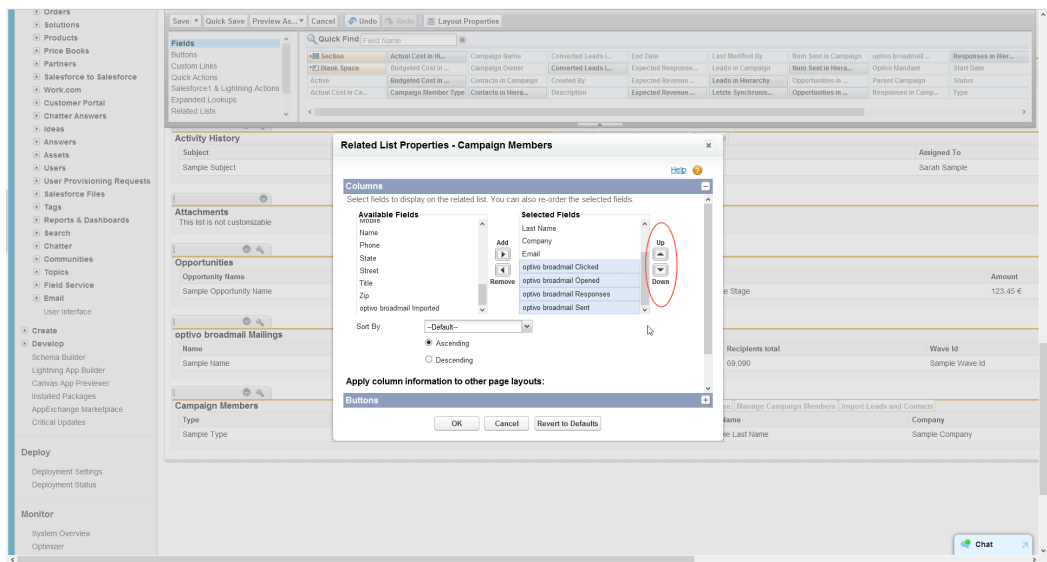 Orders
Solutions
Products
Price Books
Partners
Salesforce to Salesforce
Work.com
Customer Portal
Chatter Answers
Ideas
Answers
Assets
Users
User Provisioning Requests
Salesforce Files
Tags
Reports & Dashboards
Search
Chatter
Communities
Topics
Field Service
Email
User Interface
Create
Develop
Schema Builder
Lightning App Builder
Canvas App Previewer
Installed Packages
AppExchange Marketplace
Critical Updates
Deploy
Deployment Settings
Deployment Status
Monitor
System Overview
Optimizer
Save Quick Save Preview As... Cancel Undo Redo Layout Properties
Fields
Buttons
Custom Links
Quick Actions
Salesforce1 & Lightning Actions
Expanded Lookups
Related Lists
Quick Find Field Name
Section Actual Cost in Hi... Campaign Name Converted Leads i... End Date Last Modified By Num Sent in Campaign optivo broadmail ... Responses in Hier...
Blank Space Budgeted Cost in ... Campaign Owner Converted Leads i... Expected Response... Leads in Campaign Num Sent in Hiera... Optivo Mandant Start Date
Active Budgeted Cost in ... Contacts in Campaign Created By Expected Revenue ... Leads in Hierarchy Opportunities in ... Parent Campaign Status
Actual Cost in Ca... Campaign Member Type Contacts in Hiera... Description Expected Revenue ... Letzte Synchronis... Opportunities in ... Responses in Camp... Type
Activity History
Subject Assigned To
Sample Subject Sarah Sample
Attachments
This list is not customizable
Opportunities
Opportunity Name Amount
Sample Opportunity Name e Stage 123,45 €
optivo broadmail Mailings
Name Recipients total Wave Id
Sample Name 69,090 Sample Wave Id
Campaign Members Manage Campaign Members Import Leads and Contacts
Type Name Company
Sample Type le Last Name Sample Company
Related List Properties - Campaign Members
Help
Columns
Select fields to display on the related list. You can also re-order the selected fields.
Available Fields
Mobile
Name
Phone
State
Street
Title
Zip
optivo broadmail Imported
Add
Remove
Selected Fields
Last Name
Company
Email
optivo broadmail Clicked
optivo broadmail Opened
optivo broadmail Responses
optivo broadmail Sent
Up
Down
Sort By: --Default--
Ascending
Descending
Apply column information to other page layouts:
Buttons
OK Cancel Revert to Defaults
Chat